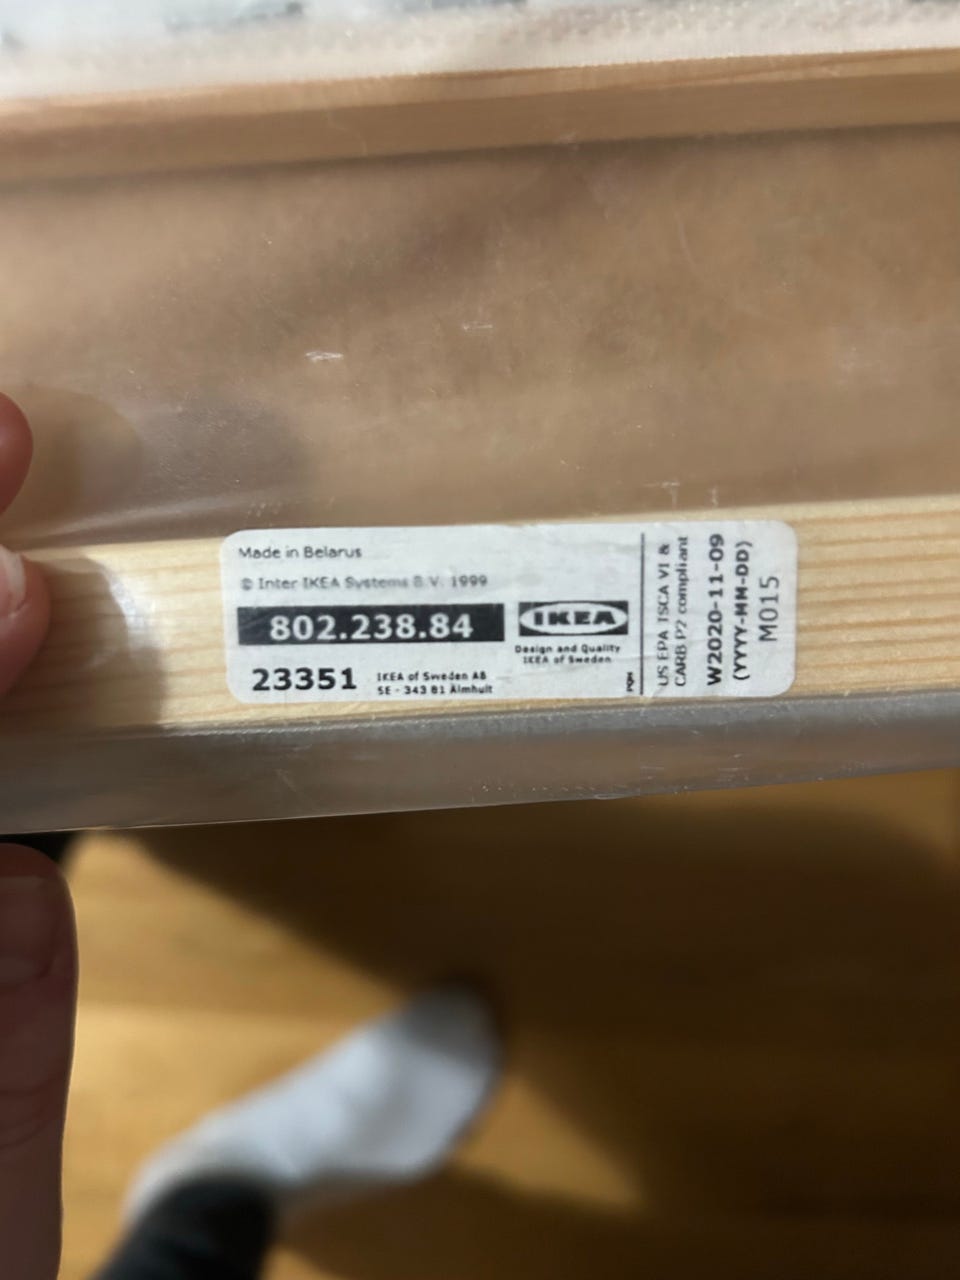 Made in Belarus
© Inter IKEA Systems B.V. 1999
802.238.84
23351
IKEA of Sweden AB
SE - 343 81 Älmhult
IKEA
Design and Quality
IKEA of Sweden
PQM
US EPA TSCA VI &
CARB P2 compliant
W2020-11-09
(YYYY-MM-DD)
M015